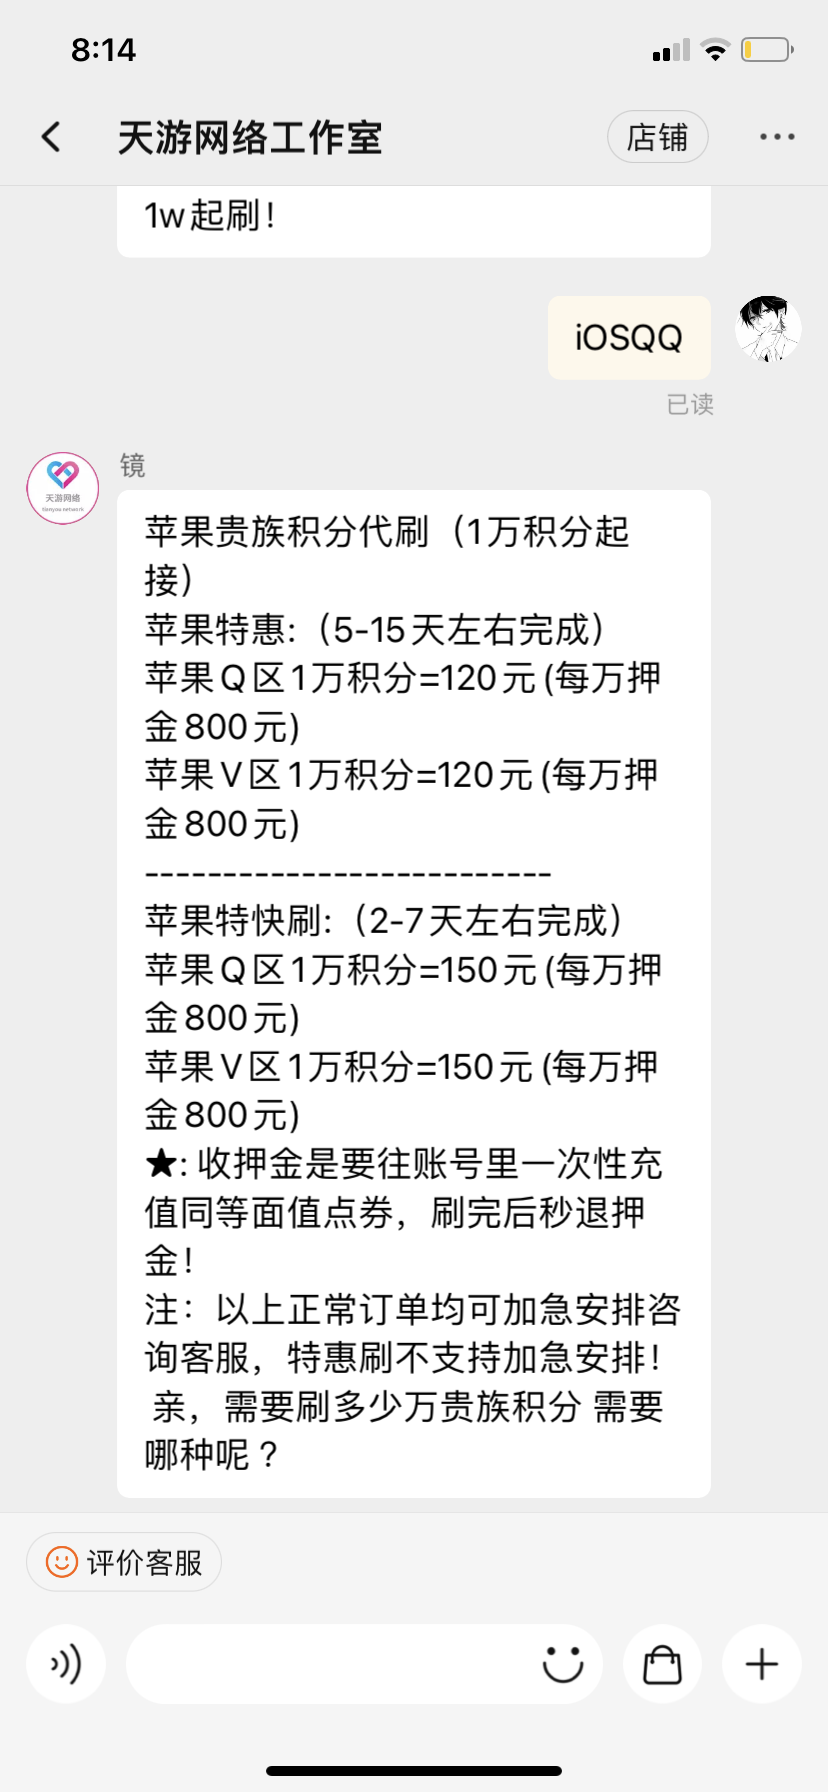 8:14
天游网络工作室
店铺
1w起刷！
iOSQQ
已读
镜
天游网络
tianyou.network
苹果贵族积分代刷（1万积分起
接）
苹果特惠:（5-15天左右完成）
苹果Q区1万积分=120元(每万押
金800元)
苹果V区1万积分=120元(每万押
金800元)
--------------------------
苹果特快刷:（2-7天左右完成）
苹果Q区1万积分=150元(每万押
金800元)
苹果V区1万积分=150元(每万押
金800元)
★: 收押金是要往账号里一次性充
值同等面值点券，刷完后秒退押
金！
注：以上正常订单均可加急安排咨
询客服，特惠刷不支持加急安排！
亲，需要刷多少万贵族积分 需要
哪种呢？
评价客服